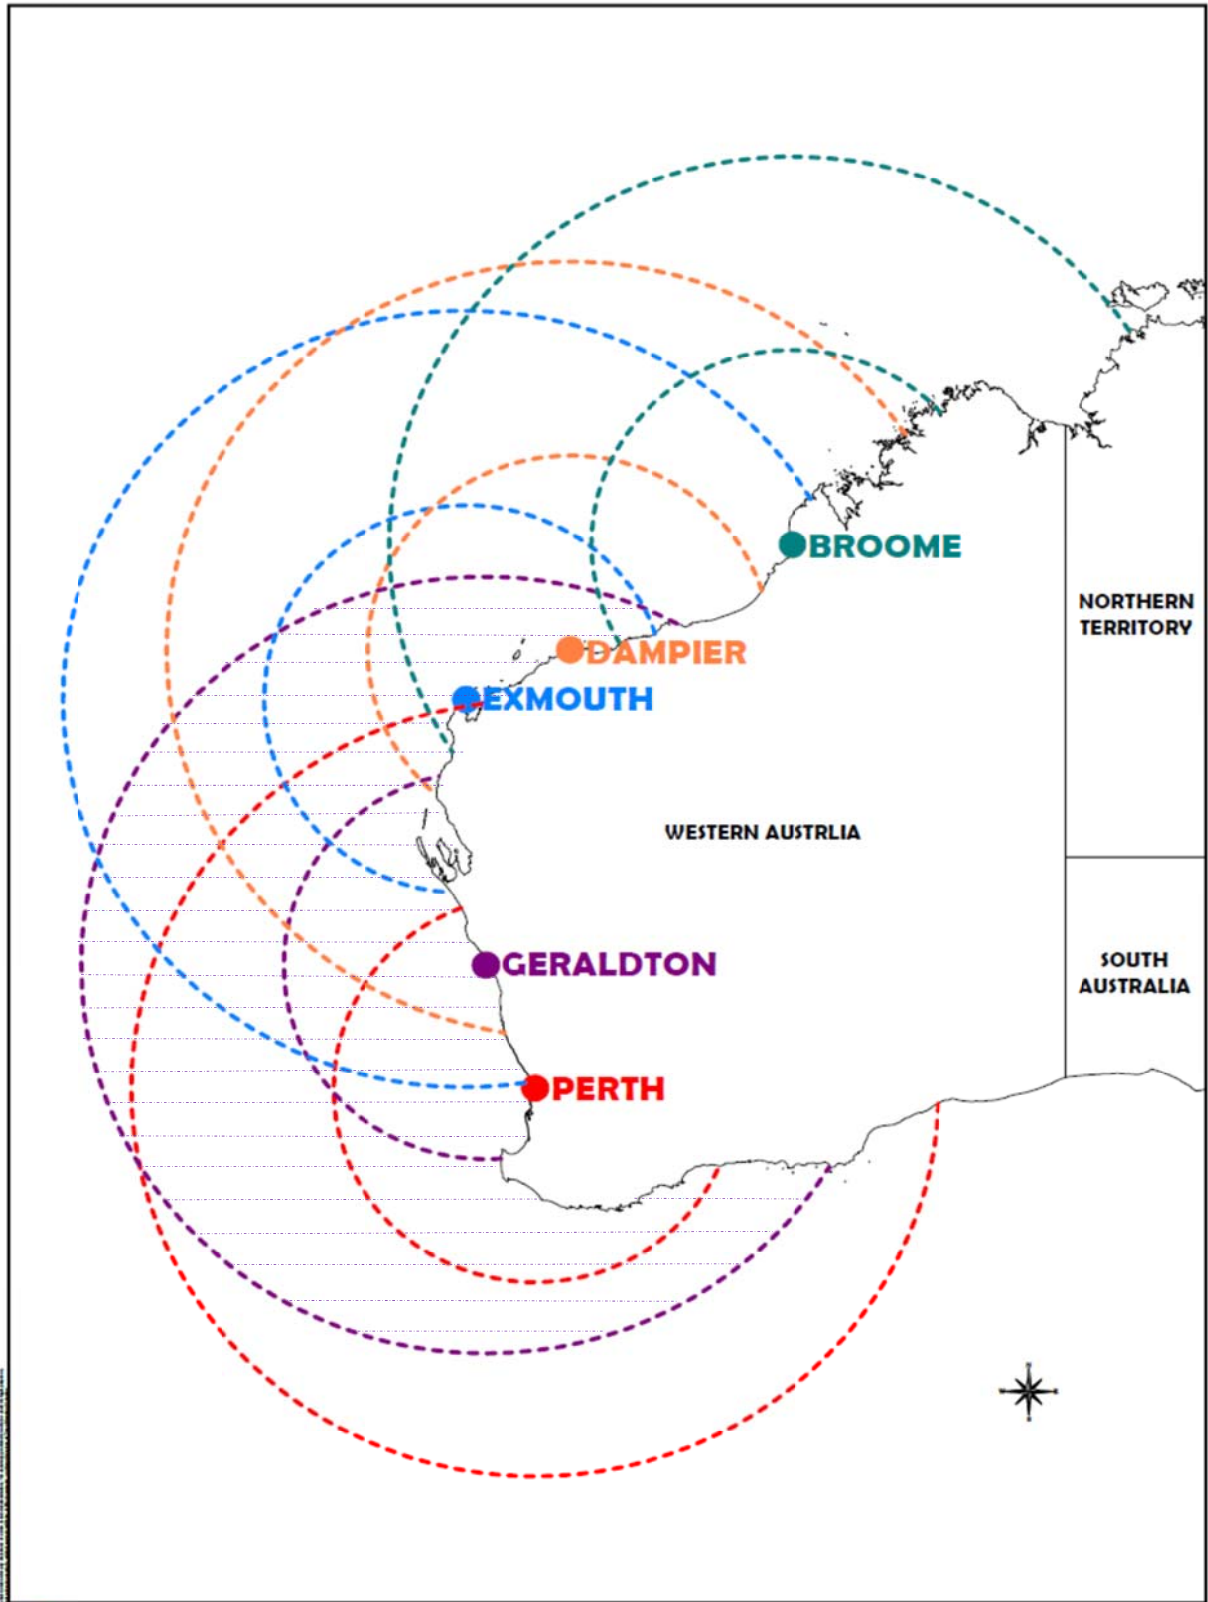 BROOME
NORTHERN
TERRITORY
DAMPIER
EXMOUTH
WESTERN AUSTRLIA
GERALDTON
SOUTH
AUSTRALIA
PERTH